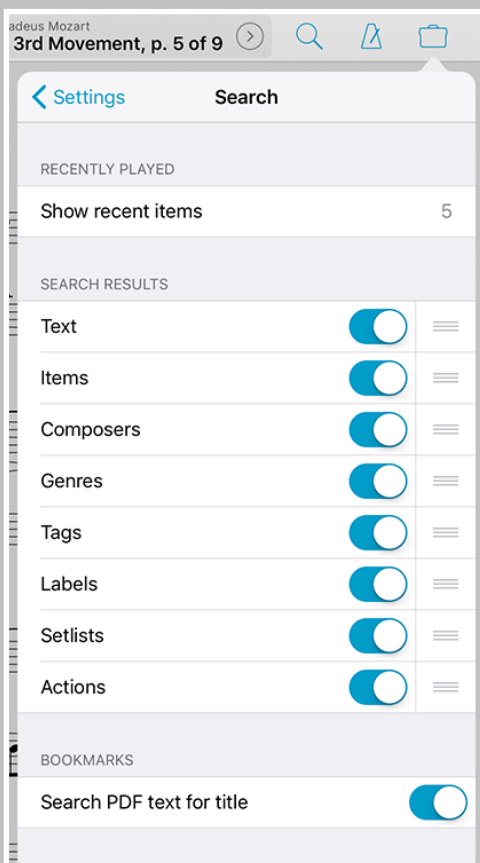 adeus Mozart
3rd Movement, p. 5 of 9
Settings
Search
RECENTLY PLAYED
Show recent items 5
SEARCH RESULTS
Text
Items
Composers
Genres
Tags
Labels
Setlists
Actions
BOOKMARKS
Search PDF text for title